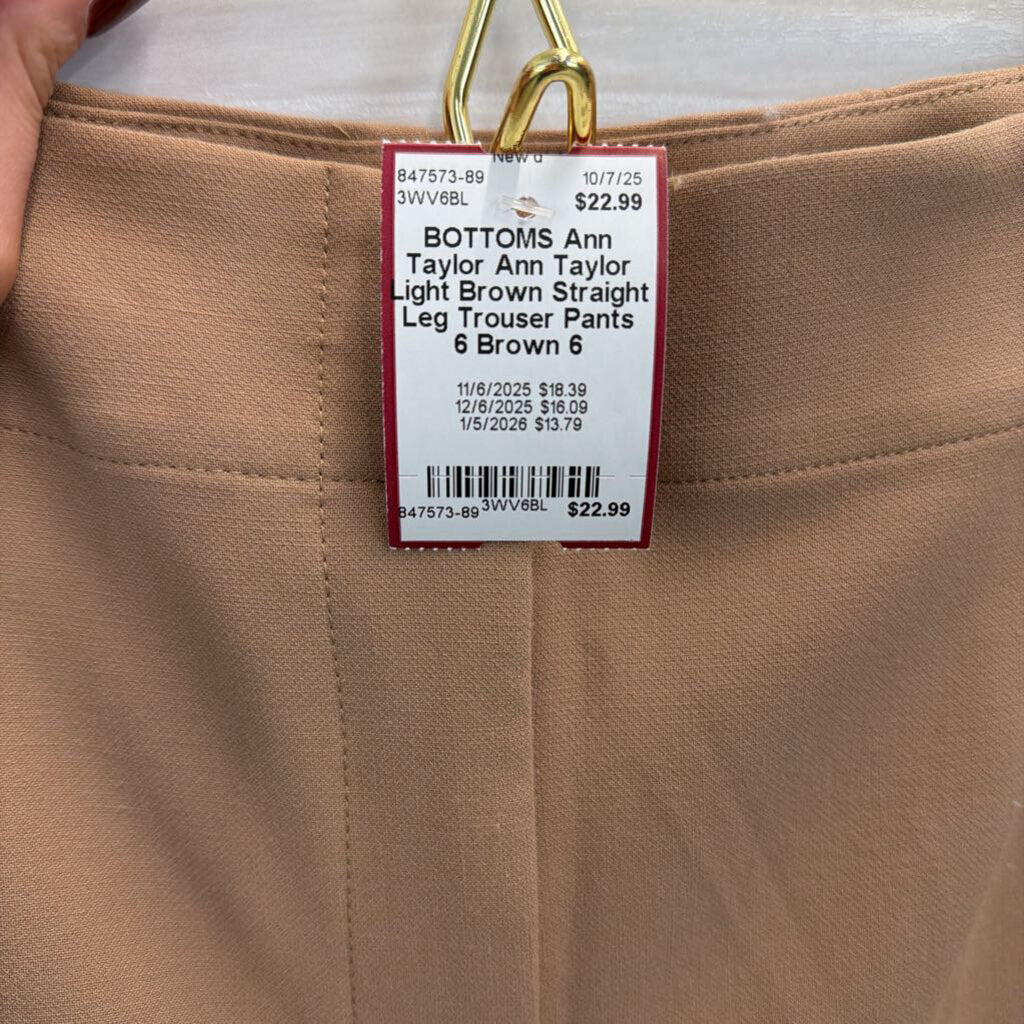 New
847573-89 10/7/25
3WV6BL $22.99
BOTTOMS Ann
Taylor Ann Taylor
Light Brown Straight
Leg Trouser Pants
6 Brown 6
11/6/2025 $18.39
12/6/2025 $16.09
1/5/2026 $13.79
847573-89 3WV6BL $22.99